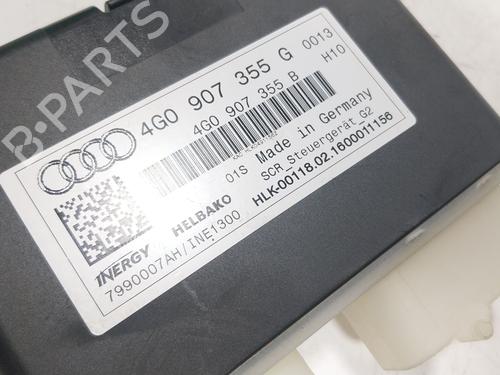 B-PARTS
4G0 907 355 G 0013
4G0 907 355 B H10
01S Made in Germany
SCR_Steuergerät_G2
HLK-00118.02.1600011156
INERGY HELBAKO
7990007AH/INE1300